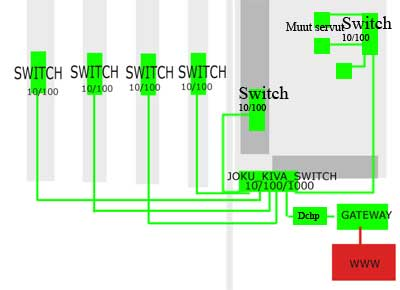 Muut servut
Switch
10/100
SWITCH
10/100
SWITCH
10/100
SWITCH
10/100
SWITCH
10/100
Switch
10/100
JOKU_KIVA_SWITCH
10/100/1000
Dchp
GATEWAY
WWW